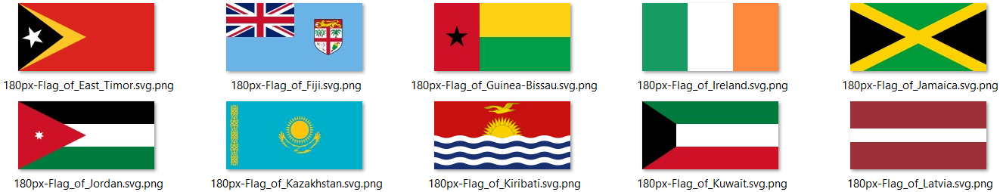 180px-Flag_of_East_Timor.svg.png
180px-Flag_of_Fiji.svg.png
180px-Flag_of_Guinea-Bissau.svg.png
180px-Flag_of_Ireland.svg.png
180px-Flag_of_Jamaica.svg.png
180px-Flag_of_Jordan.svg.png
180px-Flag_of_Kazakhstan.svg.png
180px-Flag_of_Kiribati.svg.png
180px-Flag_of_Kuwait.svg.png
180px-Flag_of_Latvia.svg.png